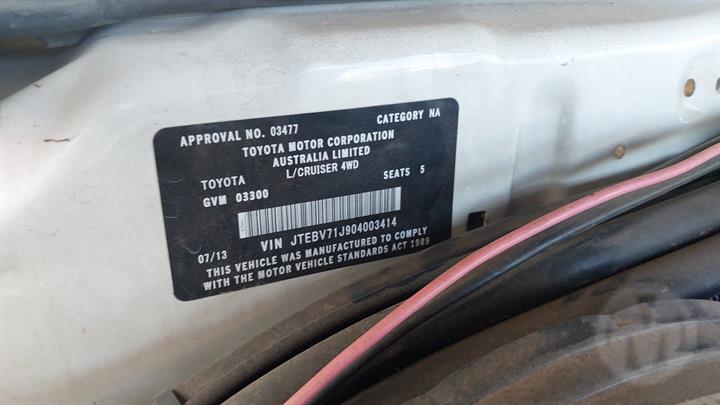 APPROVAL NO. 03477 CATEGORY NA
TOYOTA MOTOR CORPORATION
AUSTRALIA LIMITED
TOYOTA L/CRUISER 4WD
GVM 03300 SEATS 5
VIN JTEBV71J904003414
07/13
THIS VEHICLE WAS MANUFACTURED TO COMPLY
WITH THE MOTOR VEHICLE STANDARDS ACT 1989